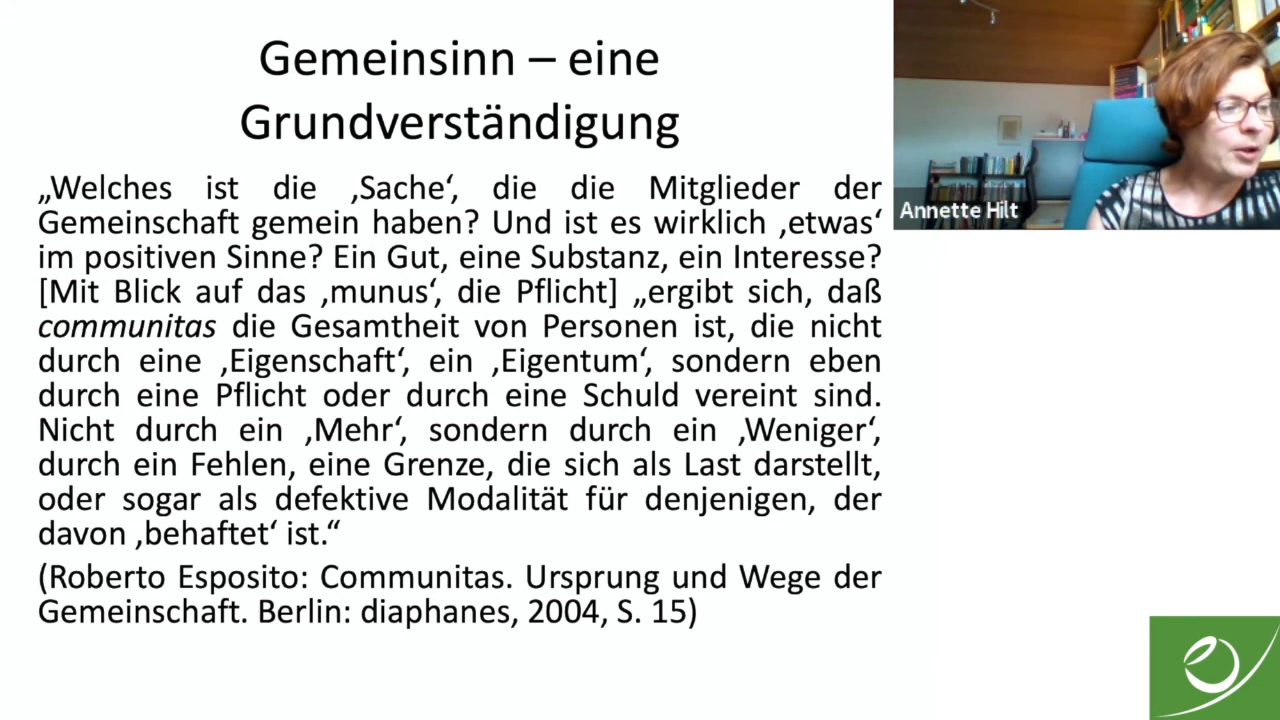 Gemeinsinn – eine
Grundverständigung
„Welches ist die ‚Sache‘, die die Mitglieder der
Gemeinschaft gemein haben? Und ist es wirklich ‚etwas‘
im positiven Sinne? Ein Gut, eine Substanz, ein Interesse?
[Mit Blick auf das ‚munus‘, die Pflicht] „ergibt sich, daß
communitas die Gesamtheit von Personen ist, die nicht
durch eine ‚Eigenschaft‘, ein ‚Eigentum‘, sondern eben
durch eine Pflicht oder durch eine Schuld vereint sind.
Nicht durch ein ‚Mehr‘, sondern durch ein ‚Weniger‘,
durch ein Fehlen, eine Grenze, die sich als Last darstellt,
oder sogar als defektive Modalität für denjenigen, der
davon ‚behaftet‘ ist.“
(Roberto Esposito: Communitas. Ursprung und Wege der
Gemeinschaft. Berlin: diaphanes, 2004, S. 15)
Annette Hilt